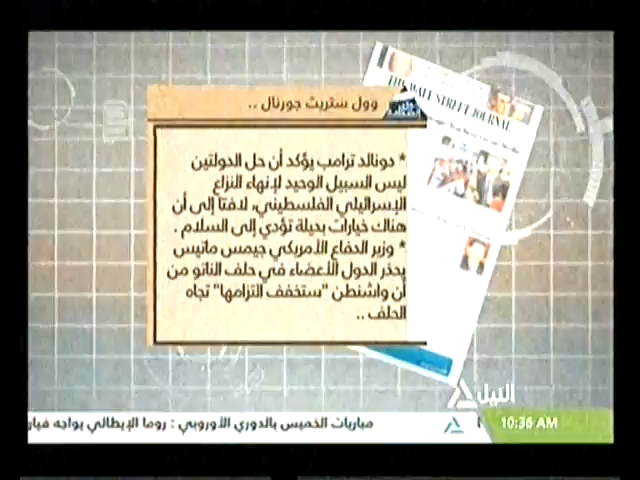 THE WALL STREET JOURNAL
وول ستريت جورنال ..
* دونالد ترامب يؤكد أن حل الدولتين
ليس السبيل الوحيد لإنهاء النزاع
الإسرائيلي الفلسطيني، لافتا إلى أن
هناك خيارات بديلة تؤدي إلى السلام .
* وزير الدفاع الأمريكي جيمس ماتيس
يحذر الدول الأعضاء في حلف الناتو من
أن واشنطن "ستخفف التزامها" تجاه
الحلف ..
النيل
مباريات الخميس بالدوري الأوروبي : روما الإيطالي يواجه فيار
10:36 AM